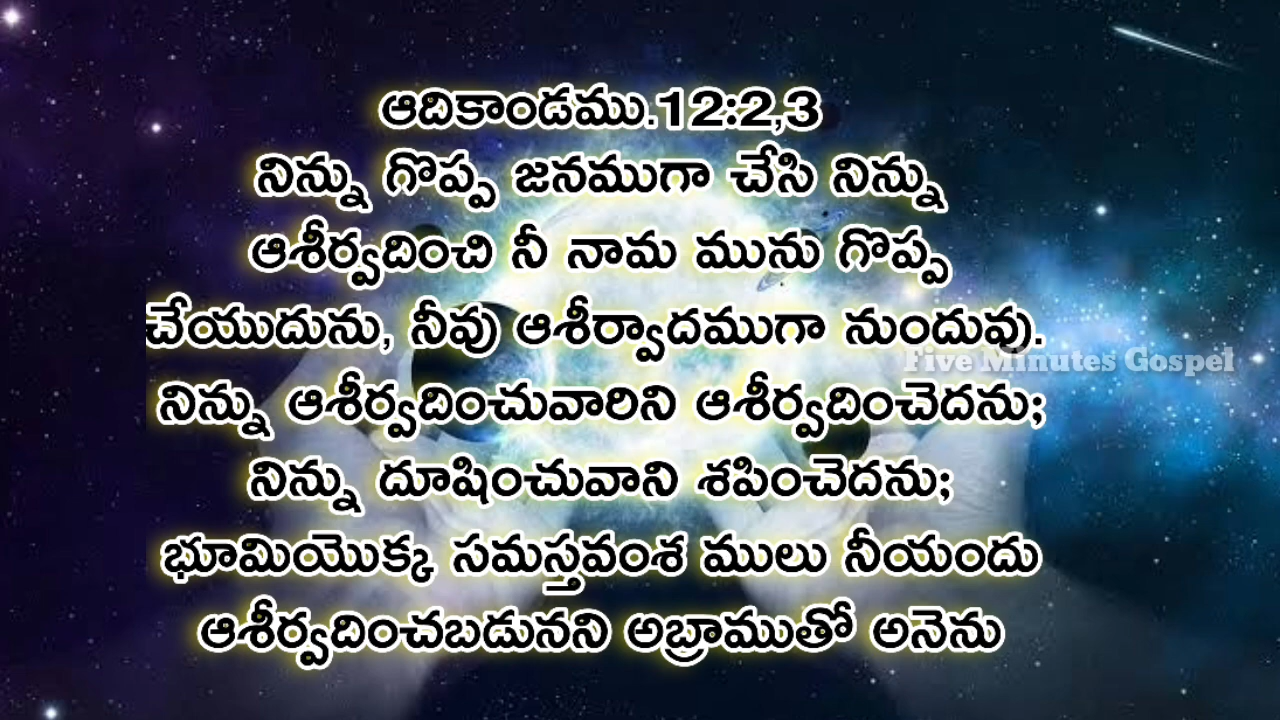 ఆదికాండము.12:2,3
నిన్ను గొప్ప జనముగా చేసి నిన్ను
ఆశీర్వదించి నీ నామ మును గొప్ప
చేయుదును, నీవు ఆశీర్వాదముగా నుందువు.
Five Minutes Gospel
నిన్ను ఆశీర్వదించువారిని ఆశీర్వదించెదను;
నిన్ను దూషించువాని శపించెదను;
భూమియొక్క సమస్తవంశ ములు నీయందు
ఆశీర్వదించబడునని అబ్రాముతో అనెను